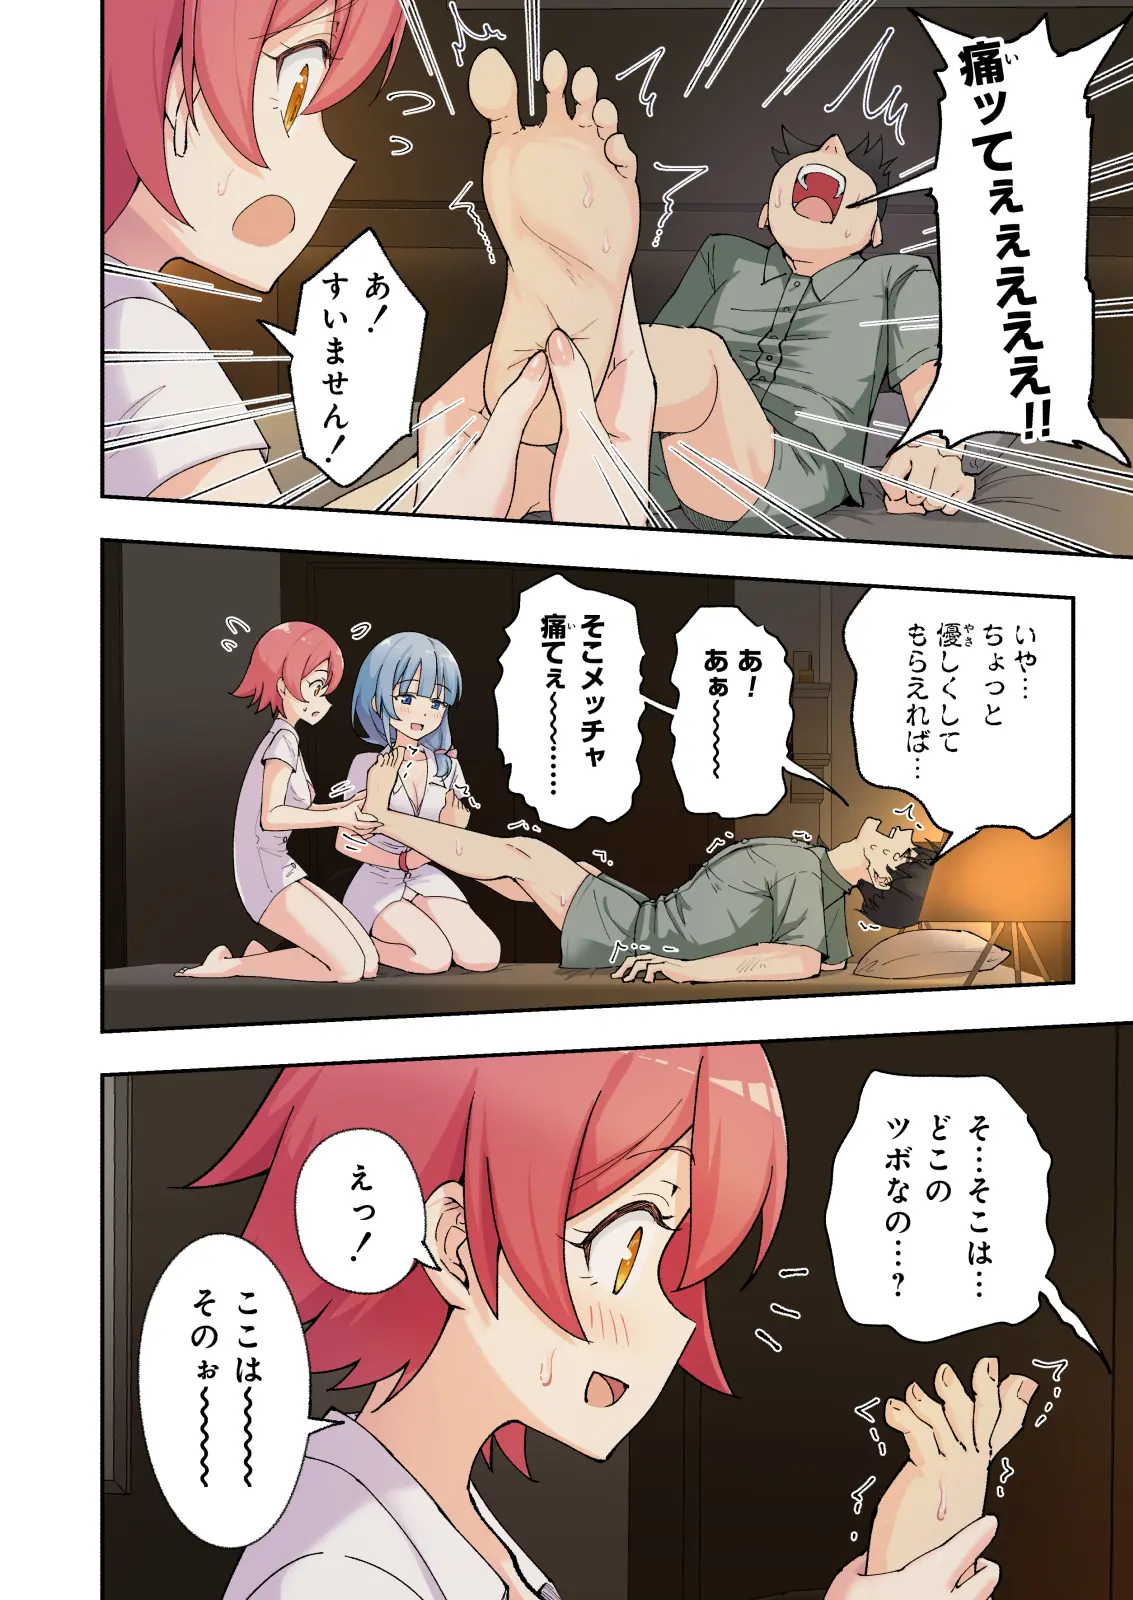 痛ッてぇぇぇぇぇ!!
あ！
すいません！
いや…
ちょっと
優しくして
もらえれば…
あ！
あぁ〜〜〜
そこメッチャ
痛てぇ〜〜〜………
そ…そこは…
どこの
ツボなの…？
えっ！
ここは〜〜〜〜
そのぉ〜〜〜〜